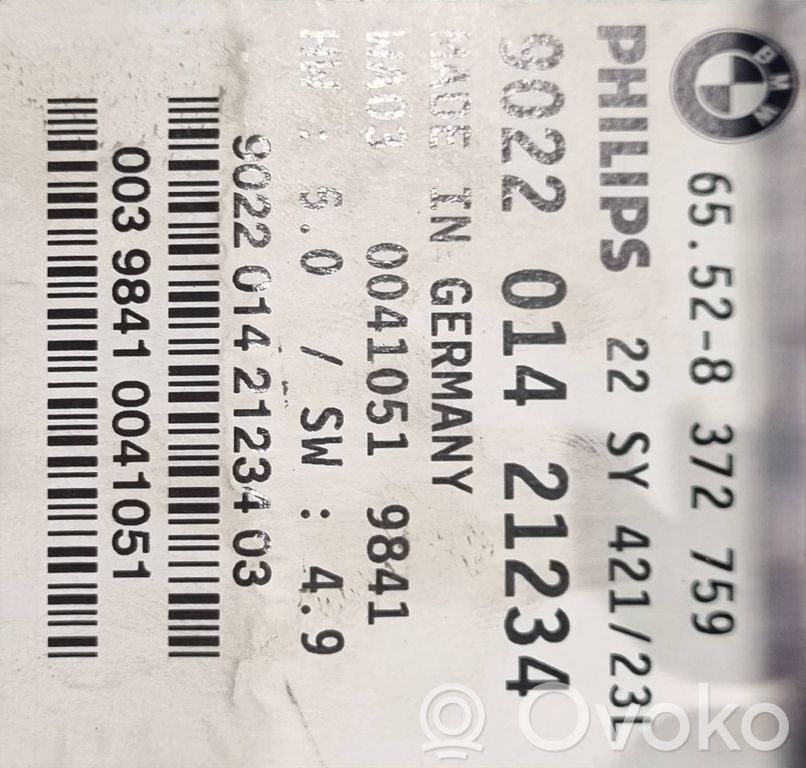 BMW
65.52-8 372 759
PHILIPS 22 SY 421/23L
9022 014 21234
MADE IN GERMANY
WA03 0041051 9841
HW : 5.0 / SW : 4.9
9022 014 21234 03
003 9841 0041051
Ovoko